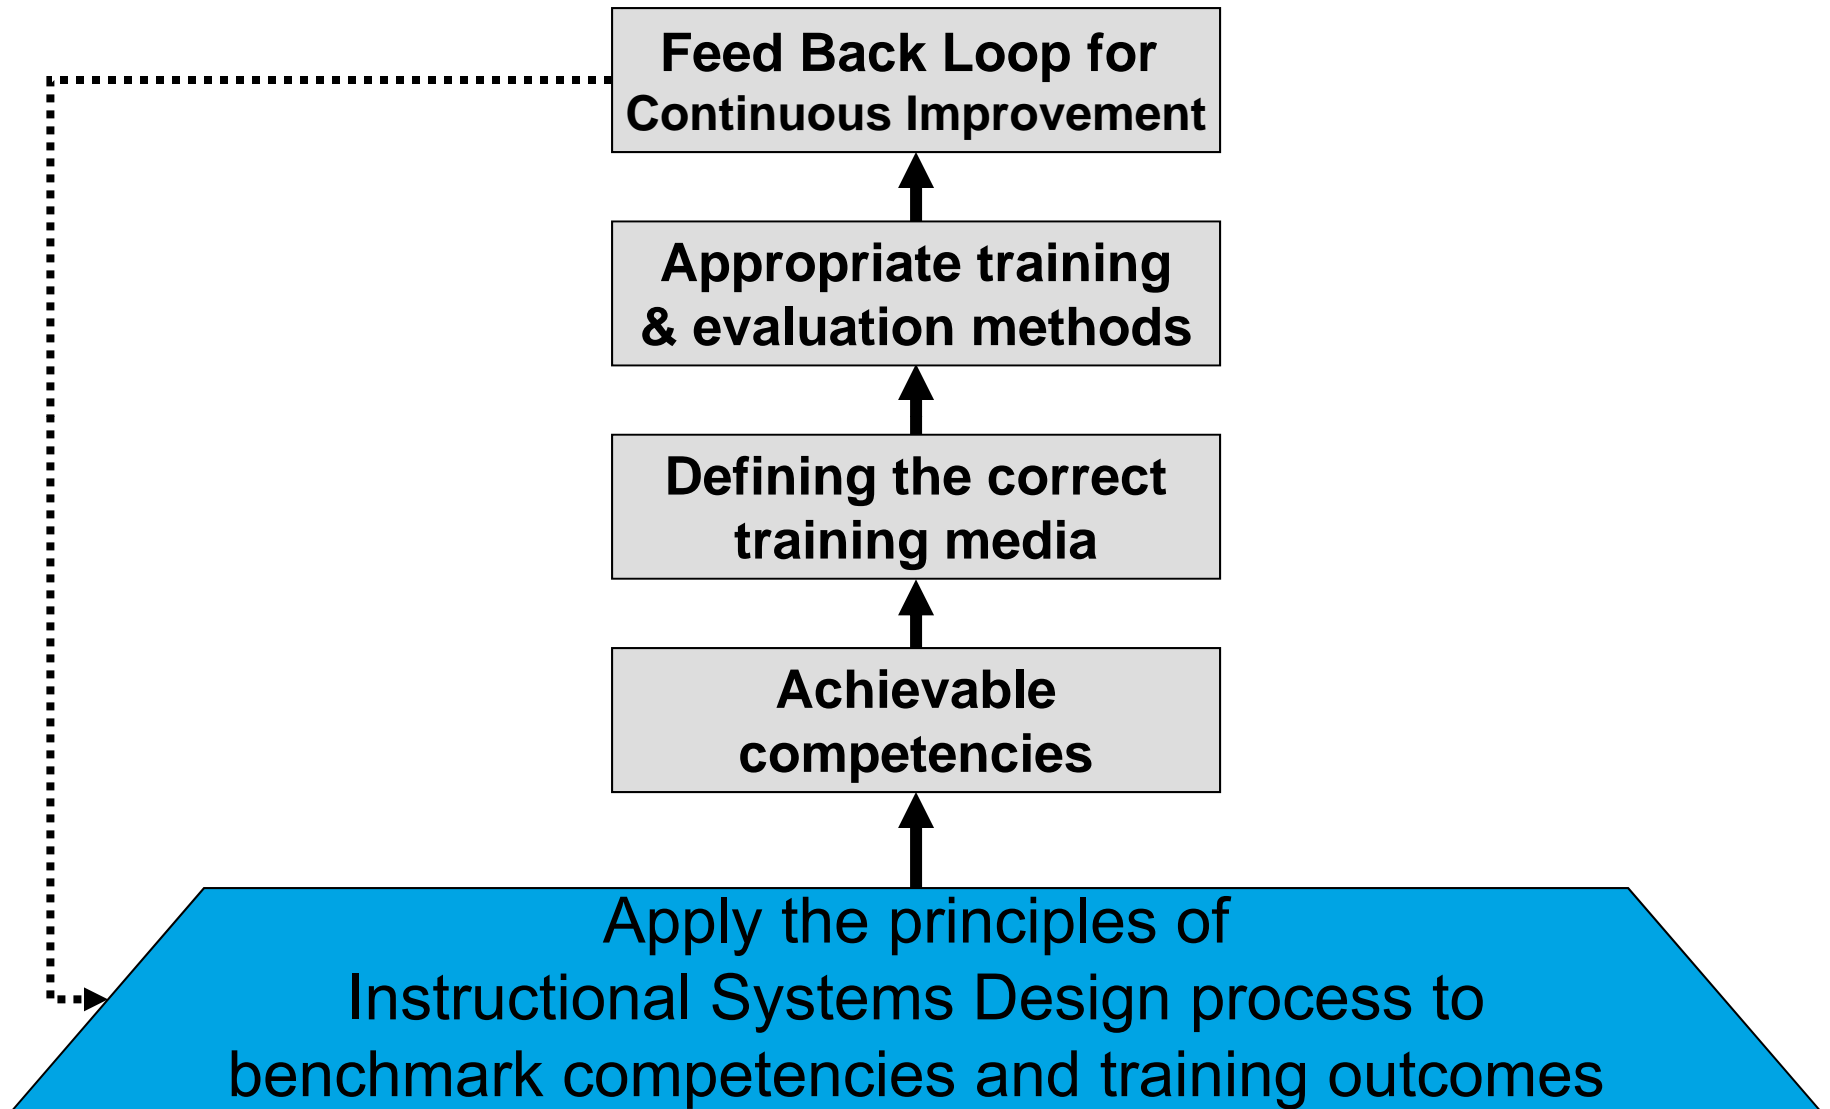 Feed Back Loop for
Continuous Improvement
Appropriate training
& evaluation methods
Defining the correct
training media
Achievable
competencies
Apply the principles of
Instructional Systems Design process to
benchmark competencies and training outcomes